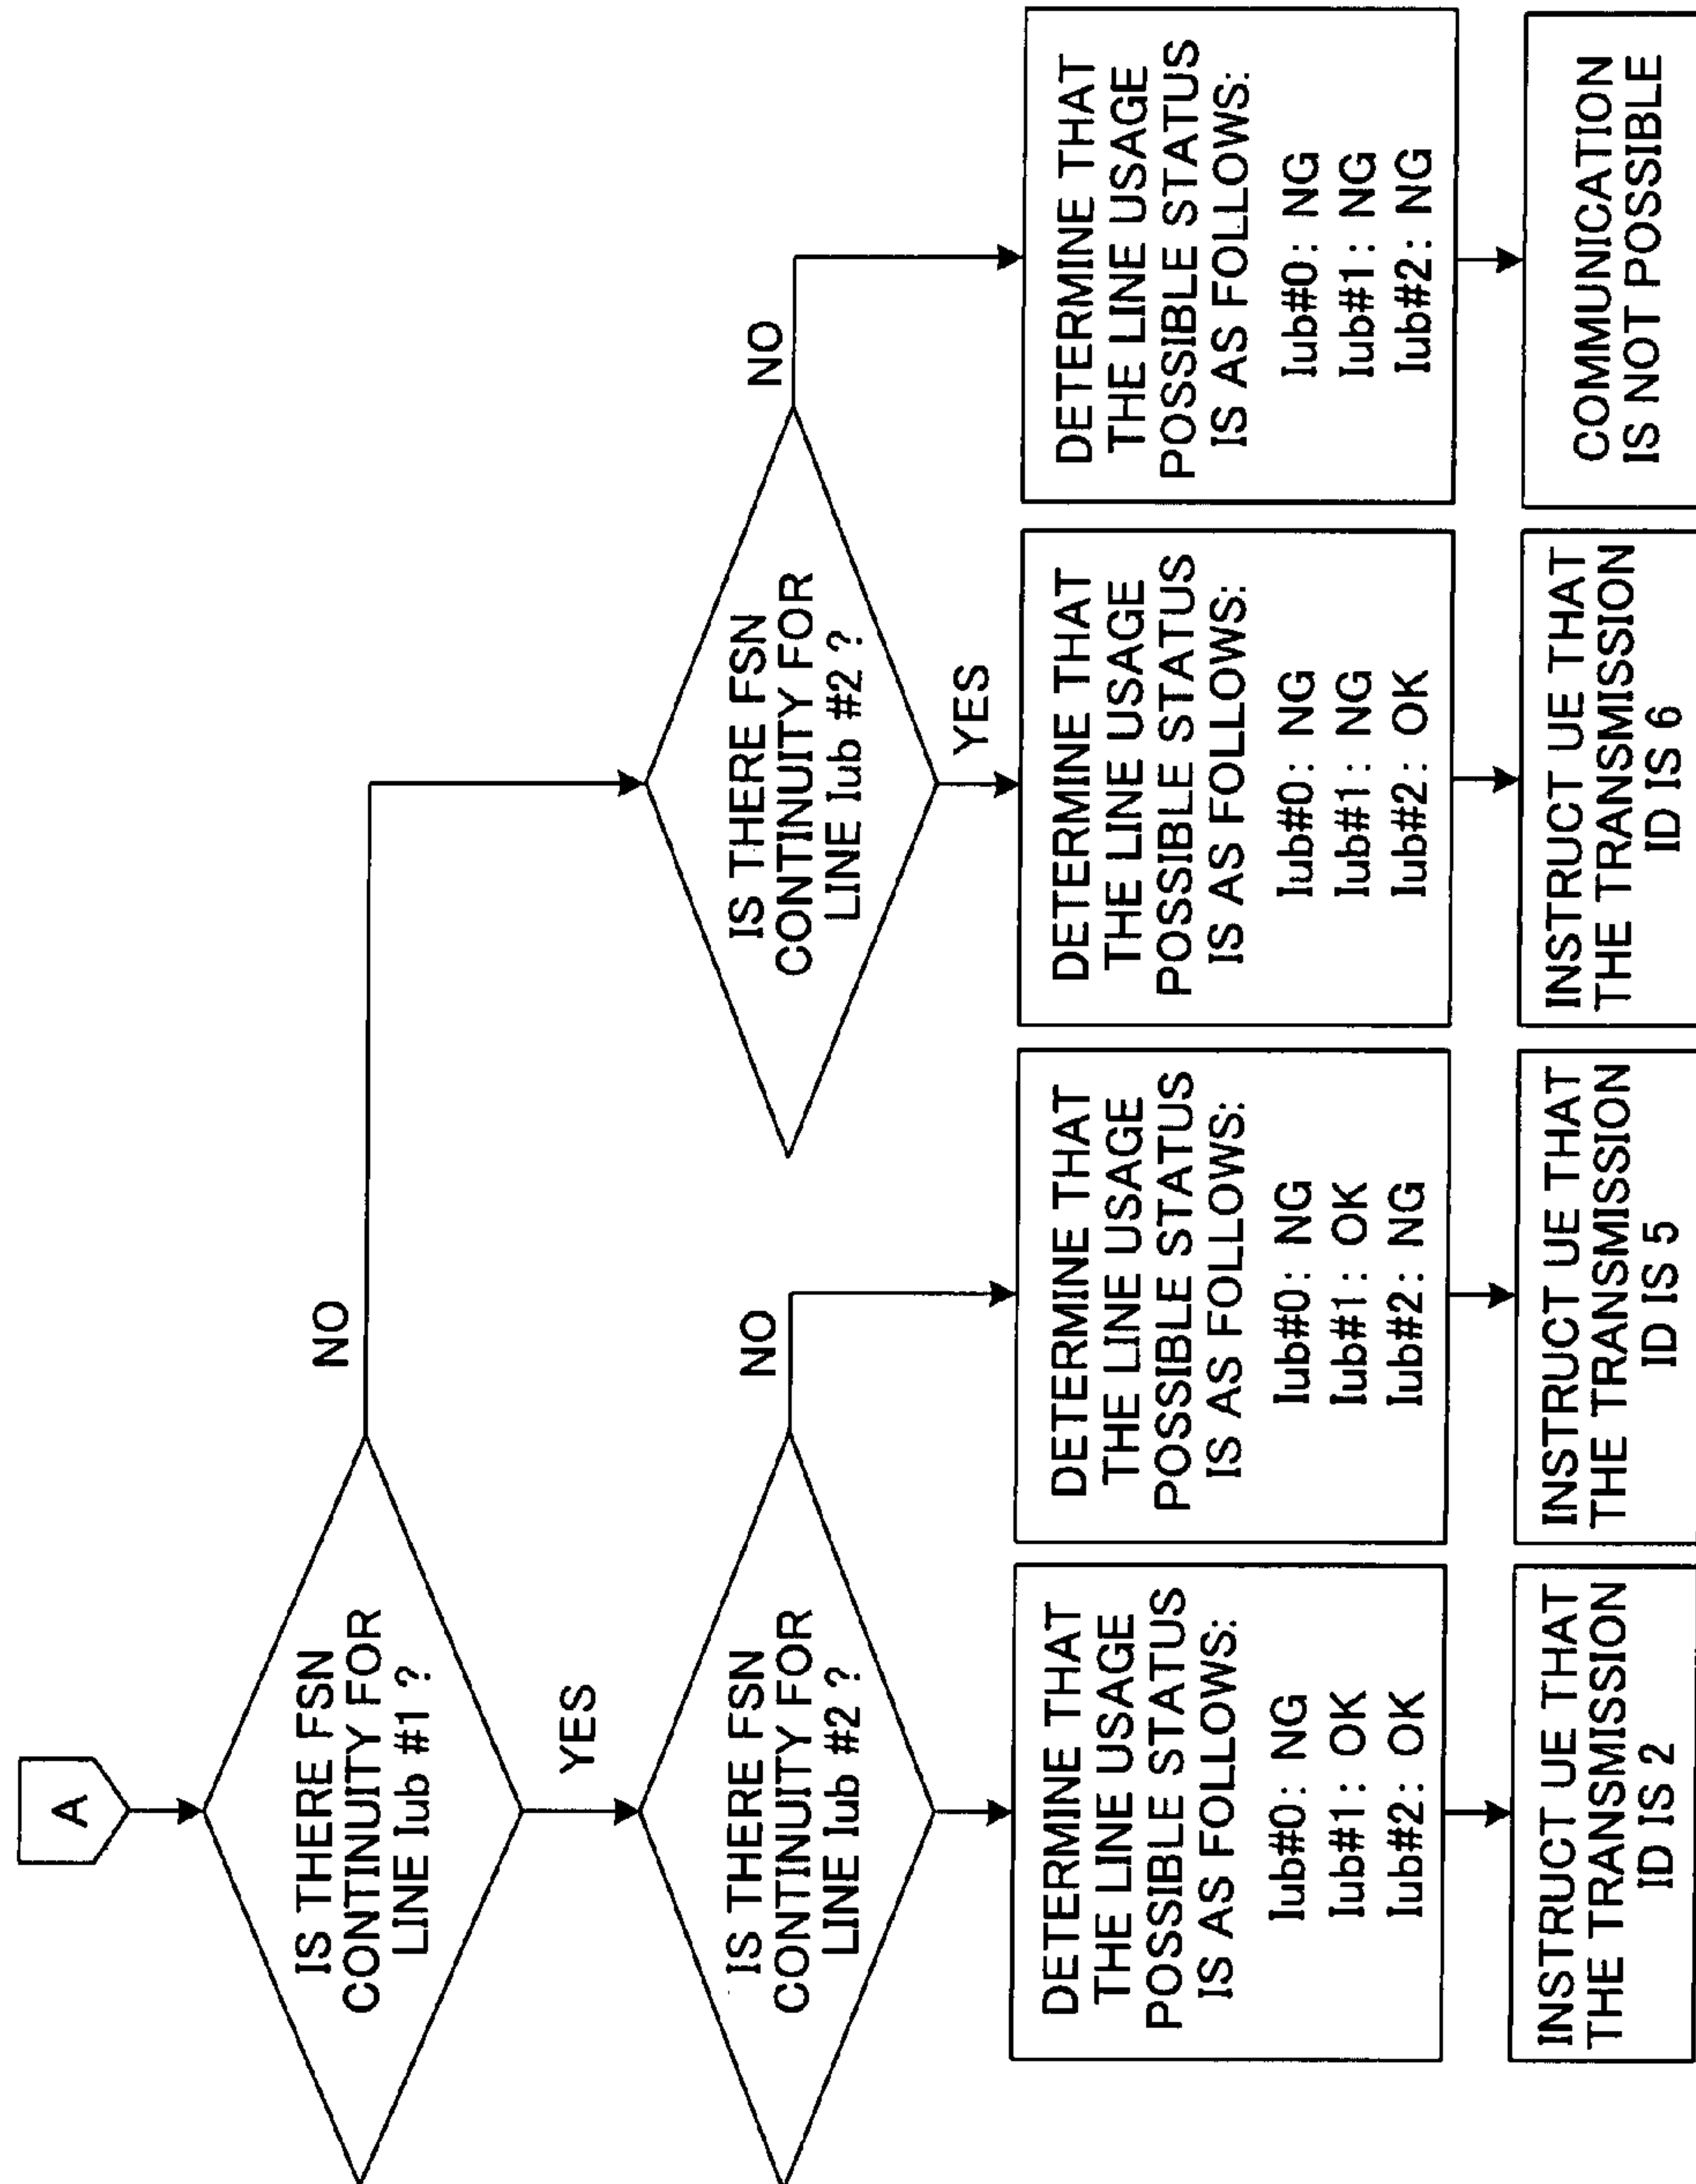 A
IS THERE FSN
CONTINUITY FOR
LINE Iub #1 ?
NO
YES
IS THERE FSN
CONTINUITY FOR
LINE Iub #2 ?
NO
IS THERE FSN
CONTINUITY FOR
LINE Iub #2 ?
NO
YES
DETERMINE THAT
THE LINE USAGE
POSSIBLE STATUS
IS AS FOLLOWS:
Iub#0: NG
Iub#1: OK
Iub#2: OK
DETERMINE THAT
THE LINE USAGE
POSSIBLE STATUS
IS AS FOLLOWS:
Iub#0: NG
Iub#1: OK
Iub#2: NG
DETERMINE THAT
THE LINE USAGE
POSSIBLE STATUS
IS AS FOLLOWS:
Iub#0: NG
Iub#1: NG
Iub#2: OK
DETERMINE THAT
THE LINE USAGE
POSSIBLE STATUS
IS AS FOLLOWS:
Iub#0: NG
Iub#1: NG
Iub#2: NG
INSTRUCT UE THAT
THE TRANSMISSION
ID IS 2
INSTRUCT UE THAT
THE TRANSMISSION
ID IS 5
INSTRUCT UE THAT
THE TRANSMISSION
ID IS 6
COMMUNICATION
IS NOT POSSIBLE